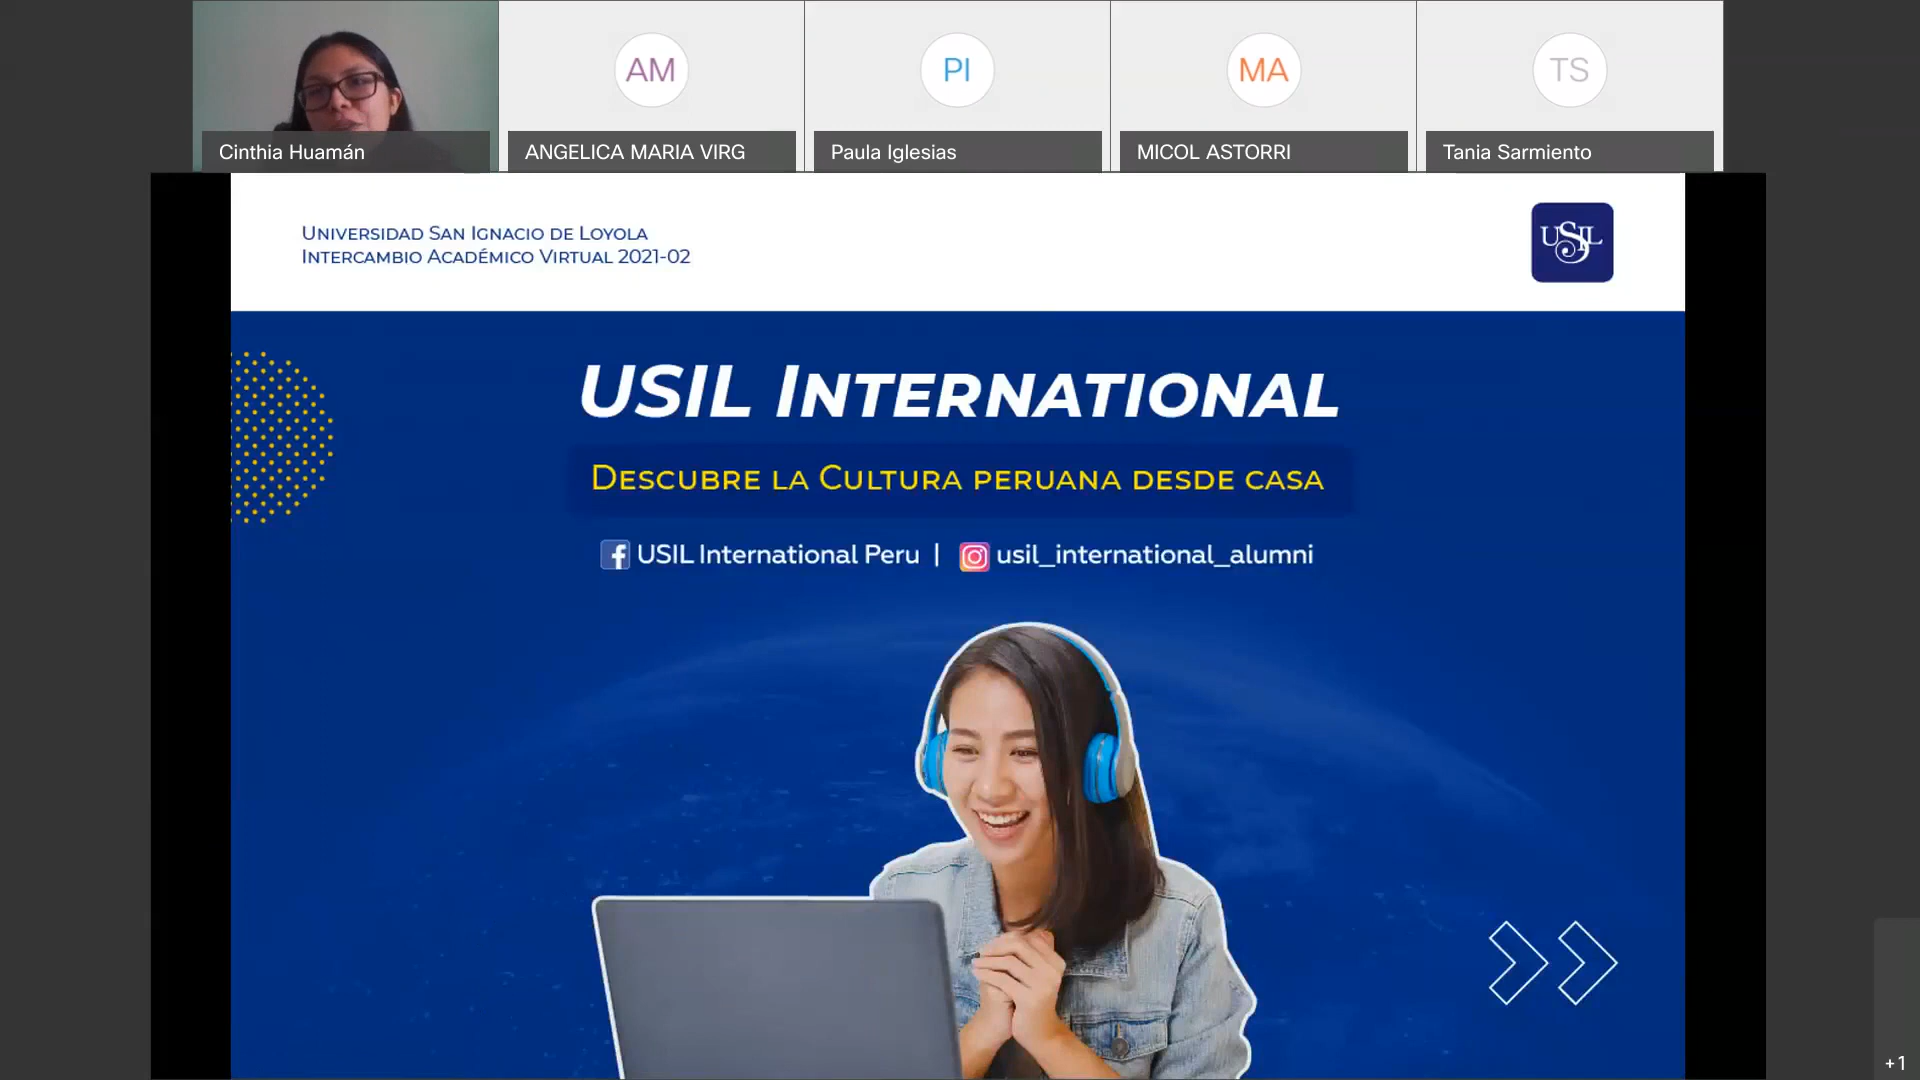 AM
PI
MA
TS
Cinthia Huamán
ANGELICA MARIA VIRG
Paula Iglesias
MICOL ASTORRI
Tania Sarmiento
Universidad San Ignacio de Loyola
Intercambio Académico Virtual 2021-02
USIL
USIL International
Descubre la Cultura peruana desde casa
USIL International Peru | usil_international_alumni
+1